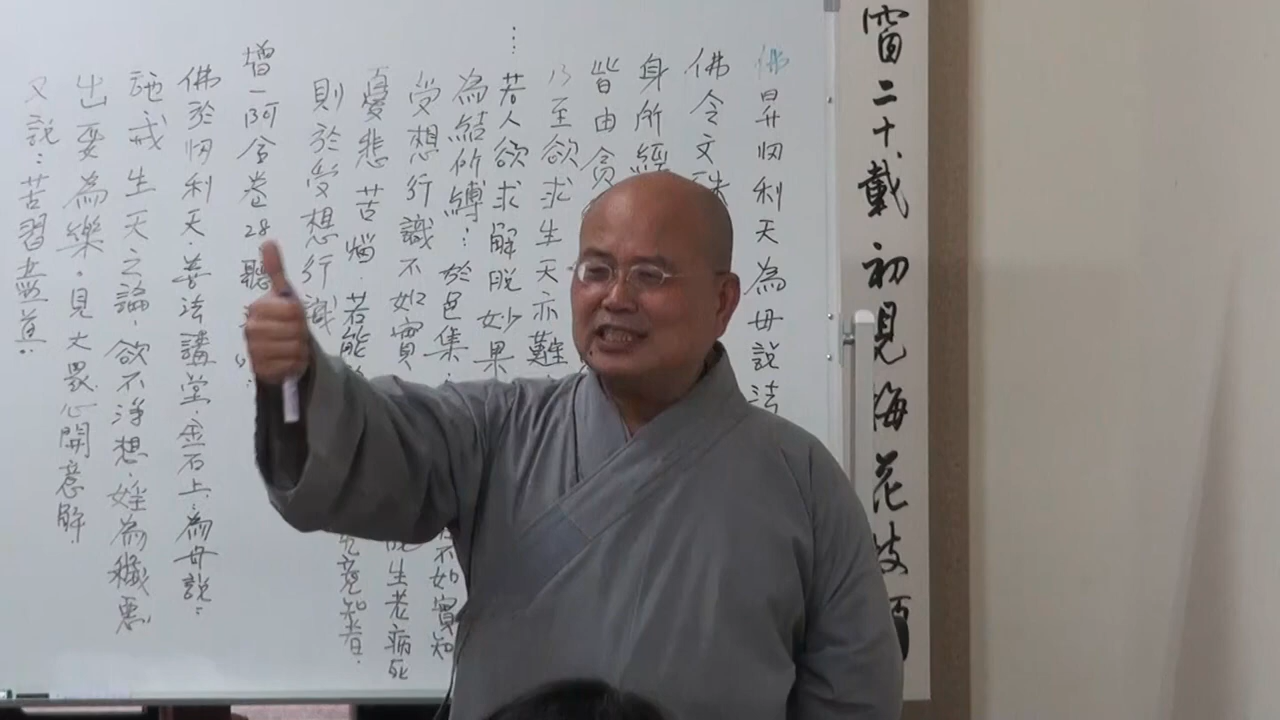 雷二十載初見梅花枝頭
佛昇忉利天為母說法
佛令文殊
身所經
皆由貪
乃至欲求生天亦難
若人欲求解脫妙果
為結所縛：於色集 不如實知
受想行識不如實 生老病死
憂悲苦惱．若能 究竟知者．
則於受想行識
增一阿含卷28．聽
佛於忉利天．善法講堂．金石上．為母說：
施．戒．生天之論．欲不淨想．婬為穢惡
出要為樂．見大眾心開意解．
又說：苦習盡道．